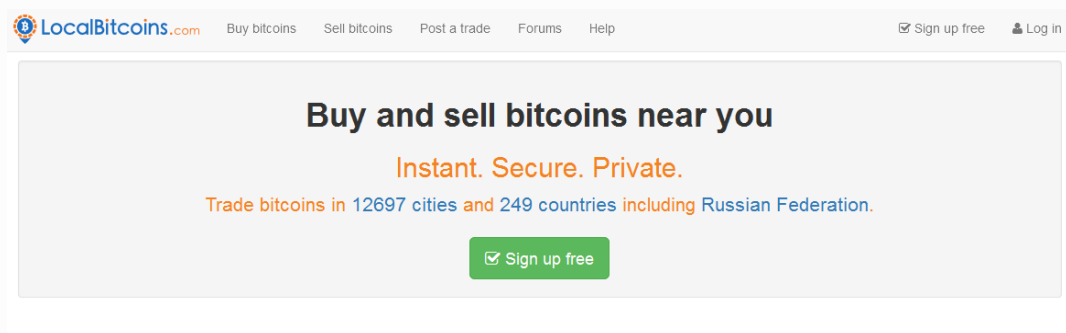 LocalBitcoins.com Buy bitcoins Sell bitcoins Post a trade Forums Help Sign up free Log in
Buy and sell bitcoins near you
Instant. Secure. Private.
Trade bitcoins in 12697 cities and 249 countries including Russian Federation.
Sign up free